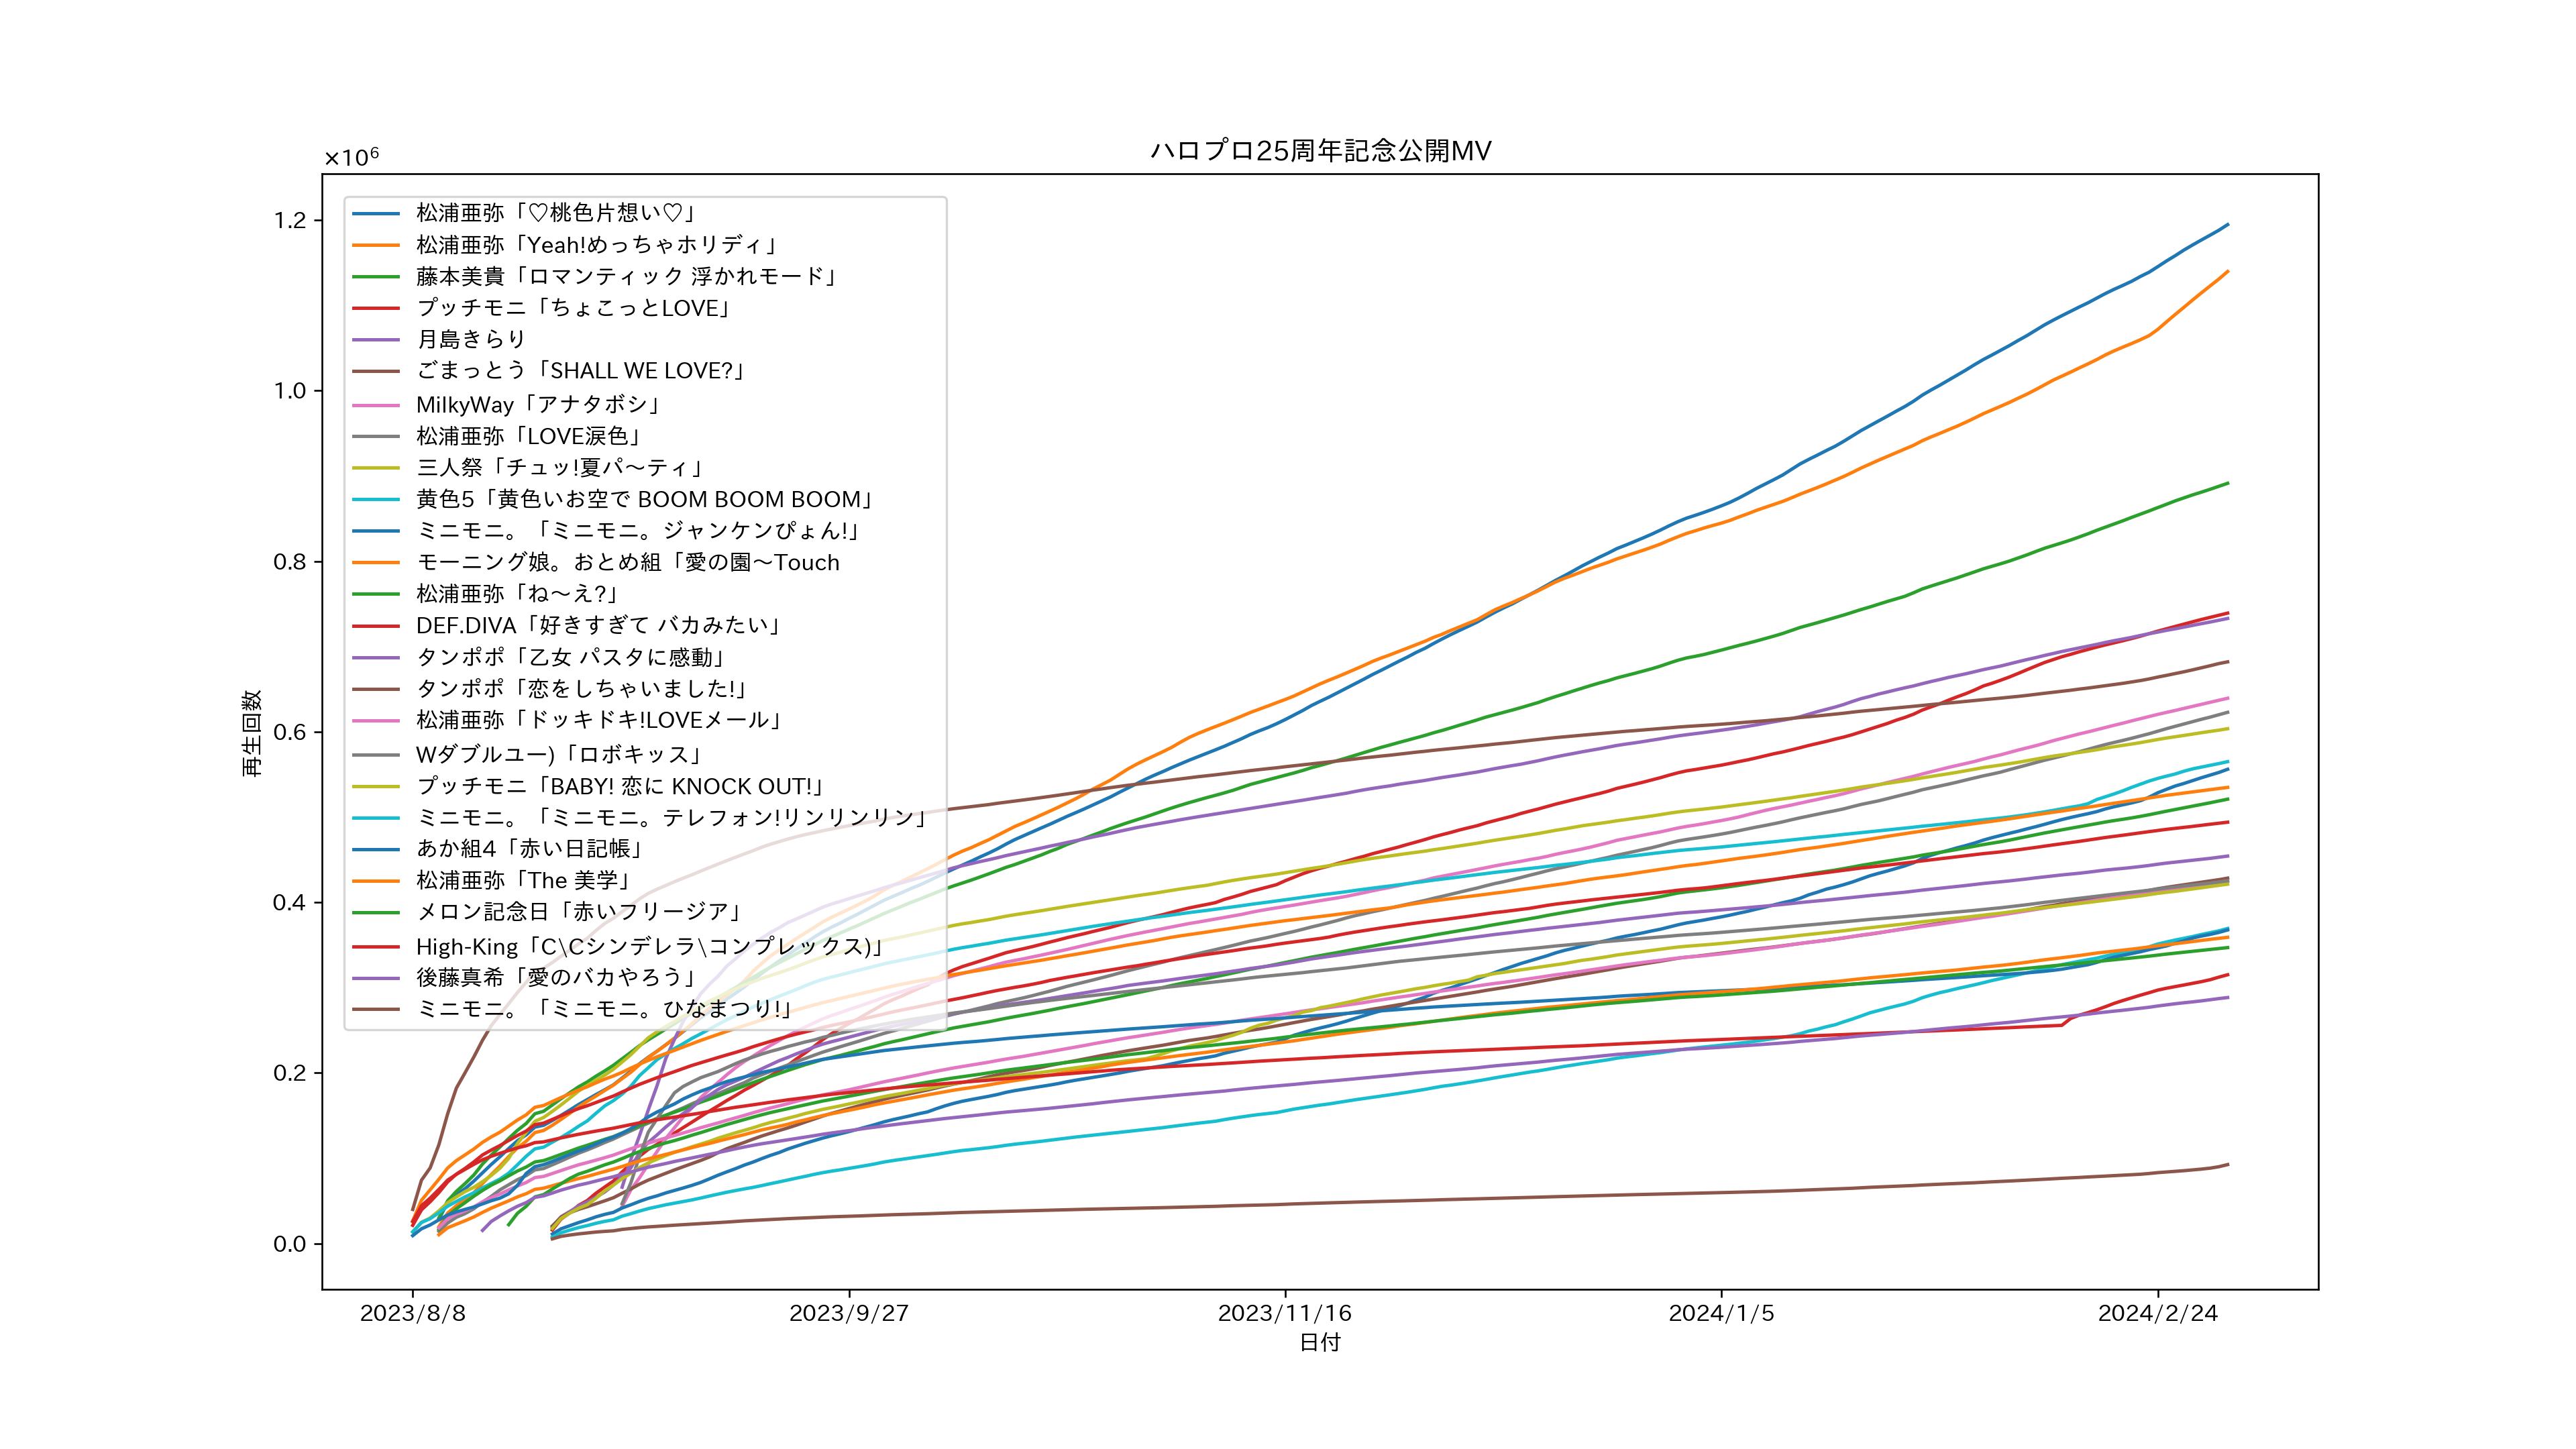 ハロプロ25周年記念公開MV
×10⁶
1.2
1.0
0.8
0.6
0.4
0.2
0.0
再生回数
松浦亜弥「♡桃色片想い♡」
松浦亜弥「Yeah!めっちゃホリディ」
藤本美貴「ロマンティック 浮かれモード」
プッチモニ「ちょこっとLOVE」
月島きらり
ごまっとう「SHALL WE LOVE?」
MilkyWay「アナタボシ」
松浦亜弥「LOVE涙色」
三人祭「チュッ!夏パ〜ティ」
黄色5「黄色いお空で BOOM BOOM BOOM」
ミニモニ。「ミニモニ。ジャンケンぴょん!」
モーニング娘。おとめ組「愛の園〜Touch
松浦亜弥「ね〜え?」
DEF.DIVA「好きすぎて バカみたい」
タンポポ「乙女 パスタに感動」
タンポポ「恋をしちゃいました!」
松浦亜弥「ドッキドキ!LOVEメール」
Wダブルユー)「ロボキッス」
プッチモニ「BABY! 恋に KNOCK OUT!」
ミニモニ。「ミニモニ。テレフォン!リンリンリン」
あか組4「赤い日記帳」
松浦亜弥「The 美学」
メロン記念日「赤いフリージア」
High-King「C\Cシンデレラ\コンプレックス)」
後藤真希「愛のバカやろう」
ミニモニ。「ミニモニ。ひなまつり!」
2023/8/8
2023/9/27
2023/11/16
2024/1/5
2024/2/24
日付